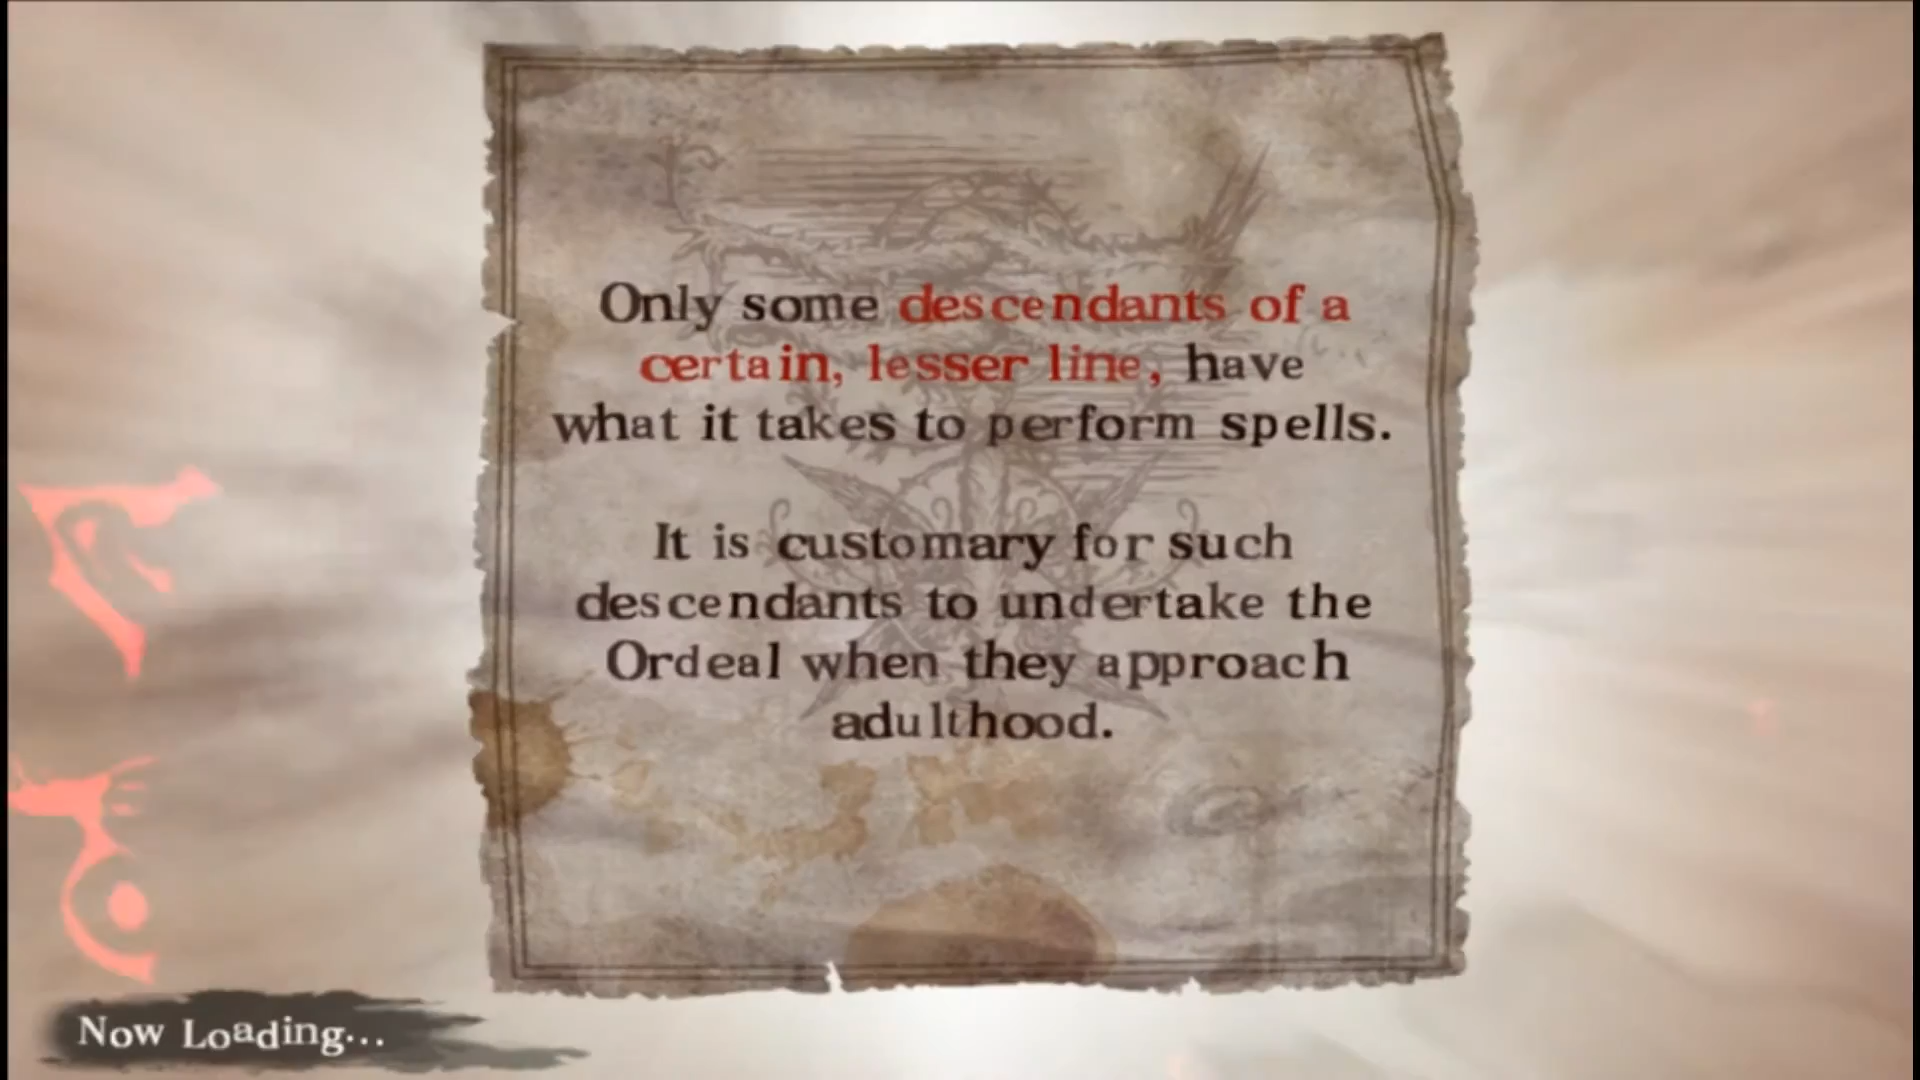 Only some descendants of a
certain, lesser line, have
what it takes to perform spells.
It is customary for such
descendants to undertake the
Ordeal when they approach
adulthood.
Now Loading...